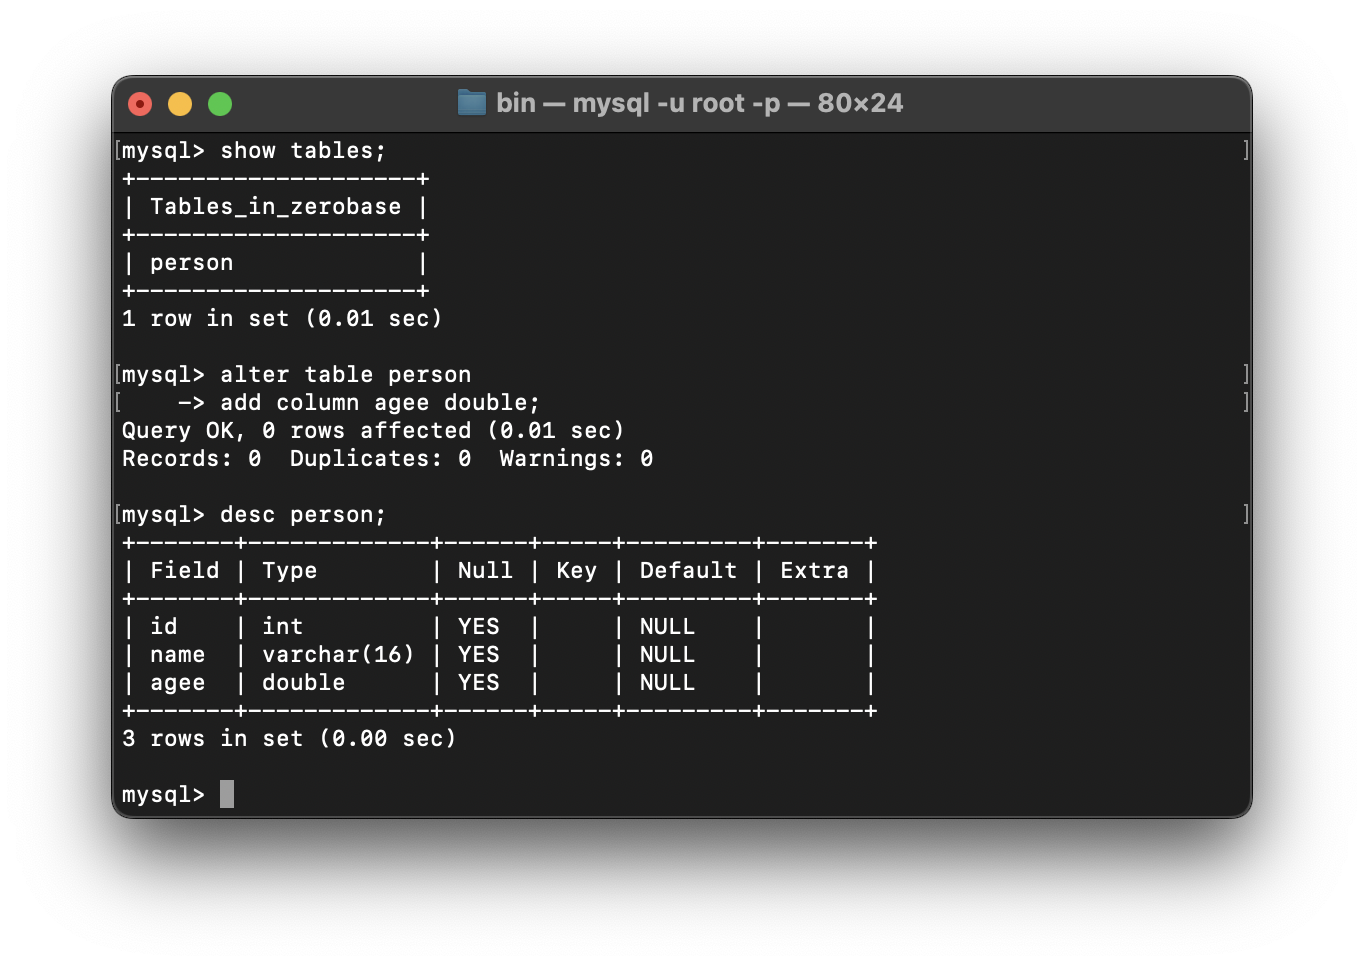 bin — mysql -u root -p — 80×24
[mysql> show tables; ]
+--------------------+
| Tables_in_zerobase |
+--------------------+
| person             |
+--------------------+
1 row in set (0.01 sec)
[mysql> alter table person ]
[    -> add column agee double; ]
Query OK, 0 rows affected (0.01 sec)
Records: 0  Duplicates: 0  Warnings: 0
[mysql> desc person; ]
+-------+-------------+------+-----+---------+-------+
| Field | Type        | Null | Key | Default | Extra |
+-------+-------------+------+-----+---------+-------+
| id    | int         | YES  |     | NULL    |       |
| name  | varchar(16) | YES  |     | NULL    |       |
| agee  | double      | YES  |     | NULL    |       |
+-------+-------------+------+-----+---------+-------+
3 rows in set (0.00 sec)
mysql>